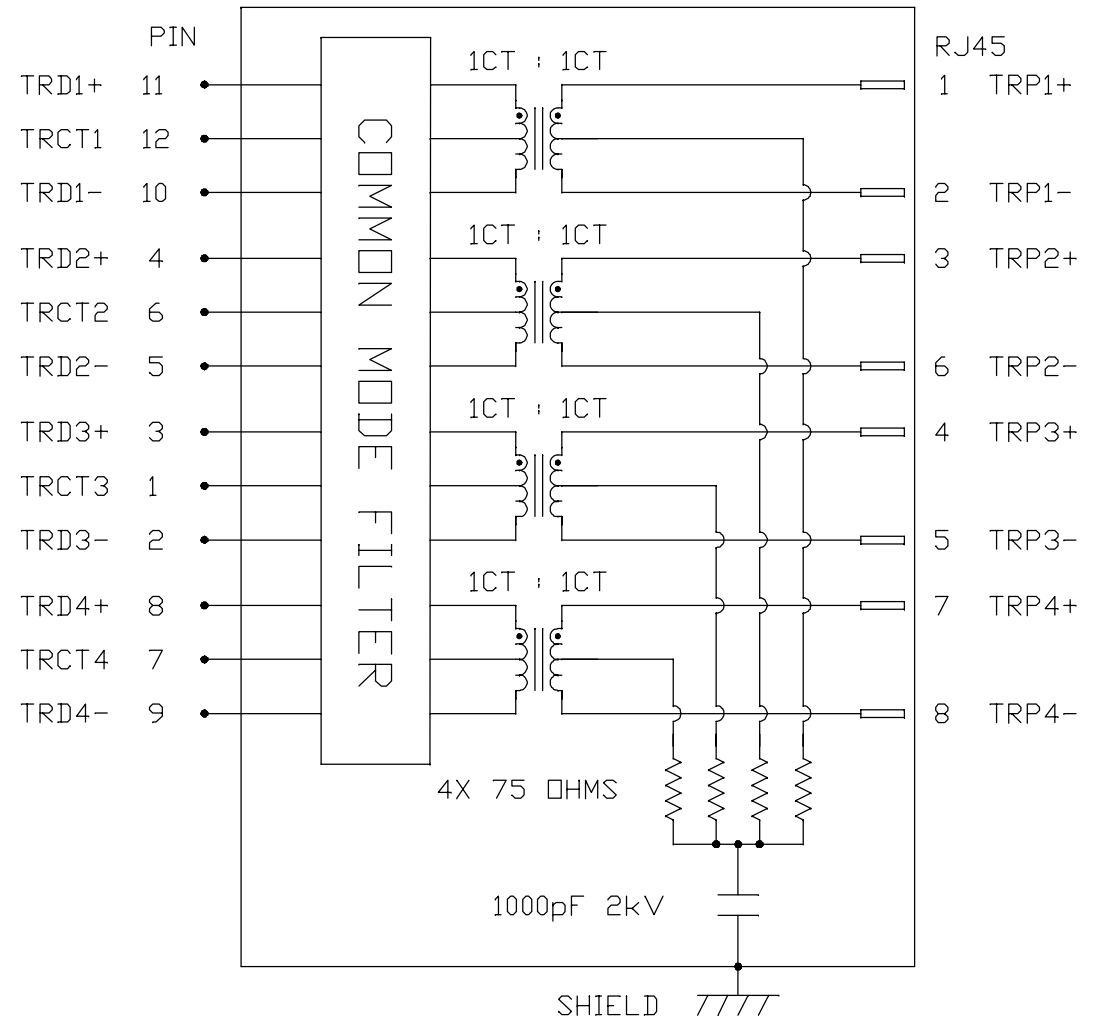 PIN RJ45
1CT : 1CT
TRD1+ 11 1 TRP1+
TRCT1 12
TRD1- 10 2 TRP1-
1CT : 1CT
TRD2+ 4 3 TRP2+
TRCT2 6
TRD2- 5 6 TRP2-
1CT : 1CT
TRD3+ 3 4 TRP3+
TRCT3 1
TRD3- 2 5 TRP3-
1CT : 1CT
TRD4+ 8 7 TRP4+
TRCT4 7
TRD4- 9 8 TRP4-
COMMON MODE FILTER
4X 75 OHMS
1000pF 2kV
SHIELD